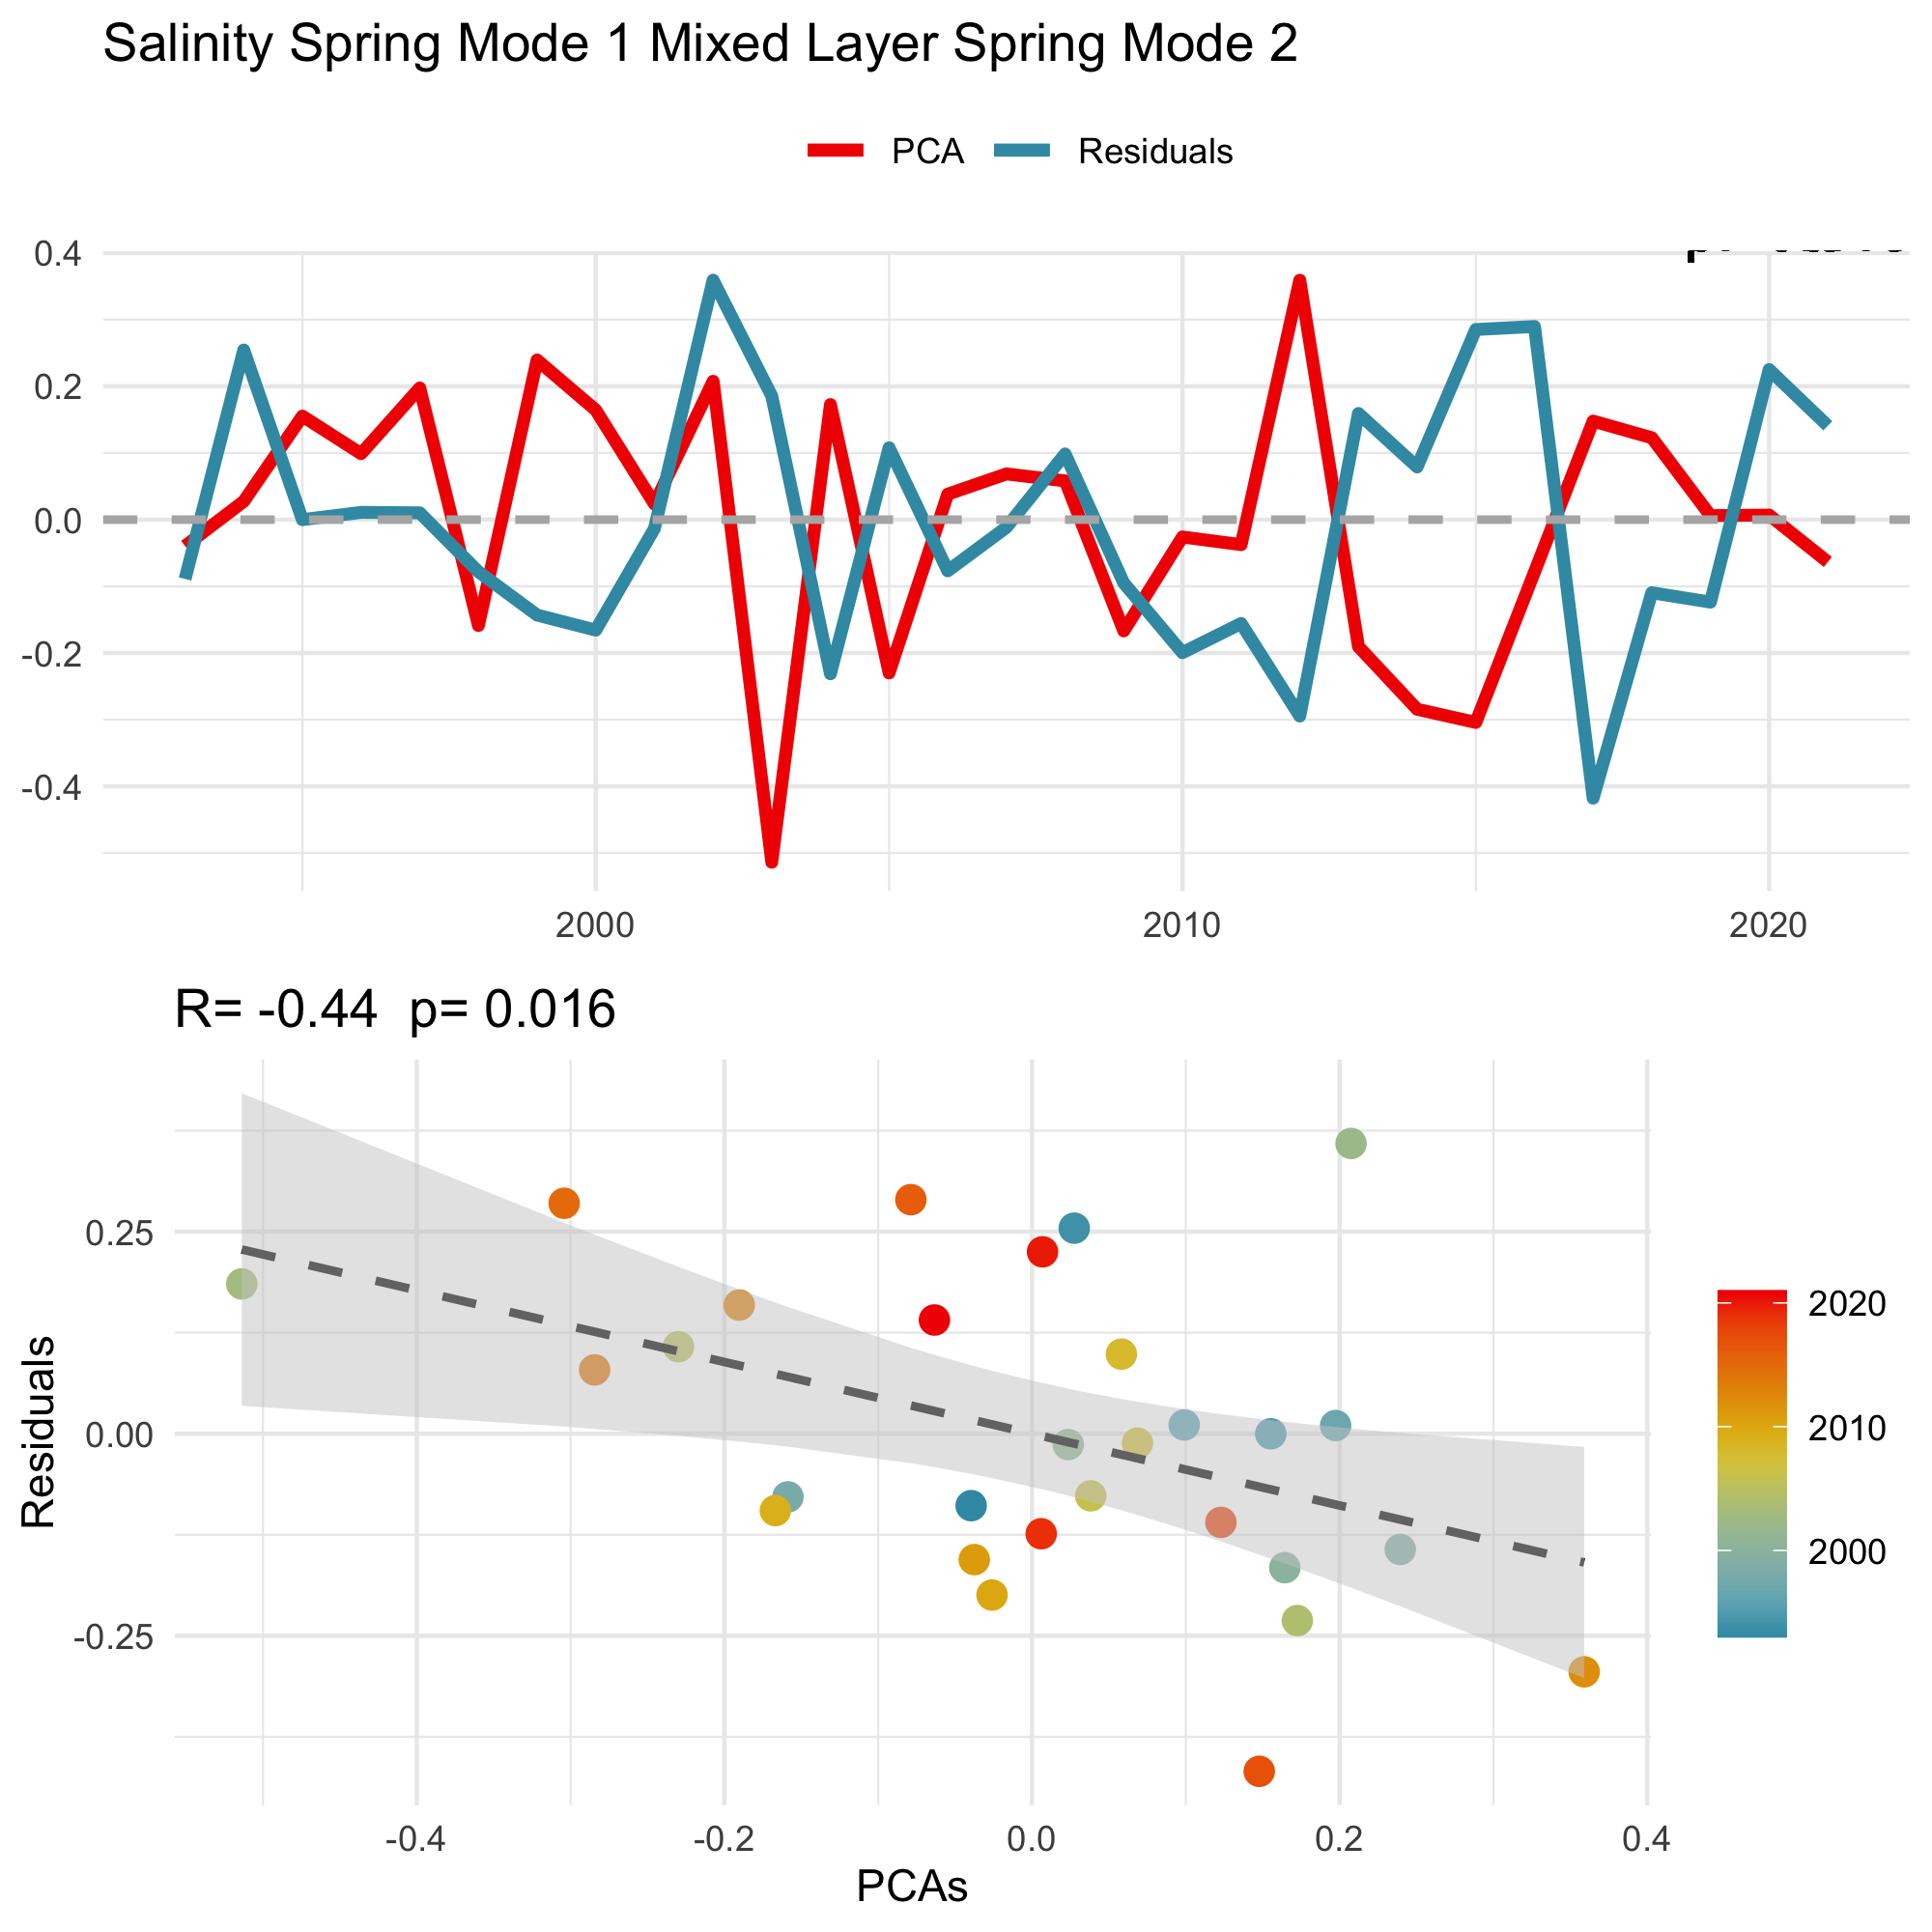 Salinity Spring Mode 1 Mixed Layer Spring Mode 2
PCA Residuals
0.4
0.2
0.0
-0.2
-0.4
2000 2010 2020
R= -0.44 p= 0.016
Residuals
0.25
0.00
-0.25
-0.4 -0.2 0.0 0.2 0.4
PCAs
2020
2010
2000